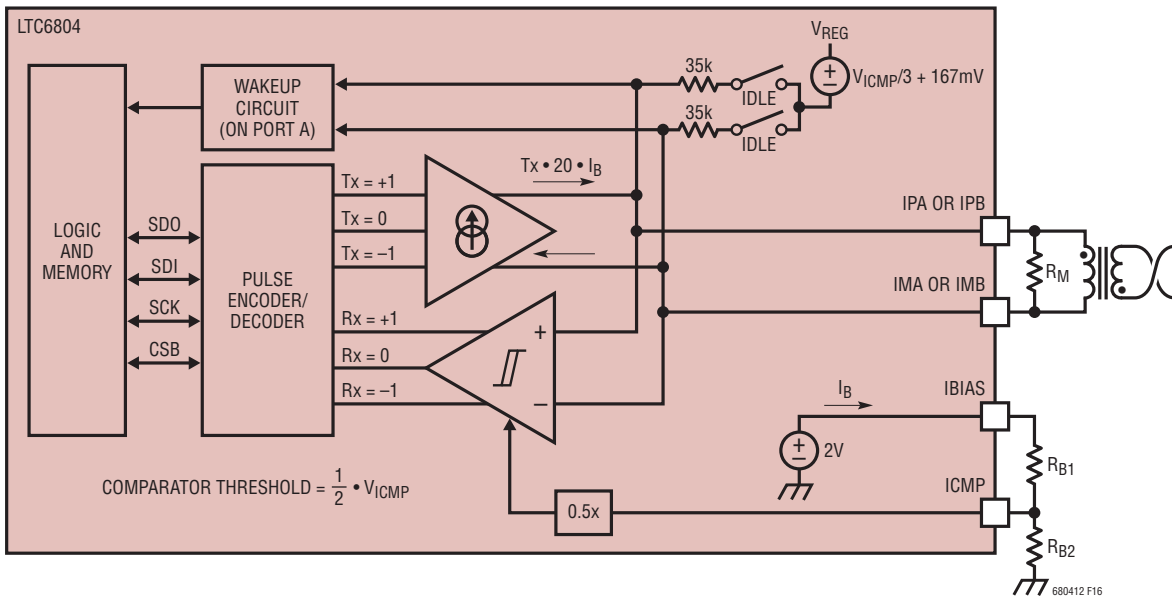 LTC6804
LOGIC
AND
MEMORY
WAKEUP
CIRCUIT
(ON PORT A)
SDO
SDI
SCK
CSB
PULSE
ENCODER/
DECODER
Tx = +1
Tx = 0
Tx = –1
Rx = +1
Rx = 0
Rx = –1
Tx • 20 • IB
+
–
35k
IDLE
35k
IDLE
VREG
+
–
VICMP/3 + 167mV
IPA OR IPB
IMA OR IMB
RM
IBIAS
IB
+
–
2V
ICMP
RB1
RB2
0.5x
COMPARATOR THRESHOLD = 1/2 • VICMP
680412 F16